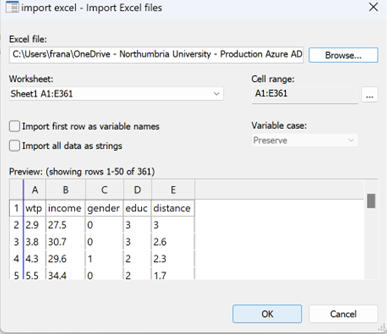 import excel - Import Excel files
Excel file:
C:\Users\frana\OneDrive - Northumbria University - Production Azure AD
Browse...
Worksheet:
Cell range:
Sheet1 A1:E361
A1:E361
...
Import first row as variable names
Variable case:
Import all data as strings
Preserve
Preview: (showing rows 1-50 of 361)
A B C D E
1 wtp income gender educ distance
2 2.9 27.5 0 3 3
3 3.8 30.7 0 3 2.6
4 4.3 29.6 1 2 2.3
5 5.5 34.4 0 2 1.7
OK
Cancel